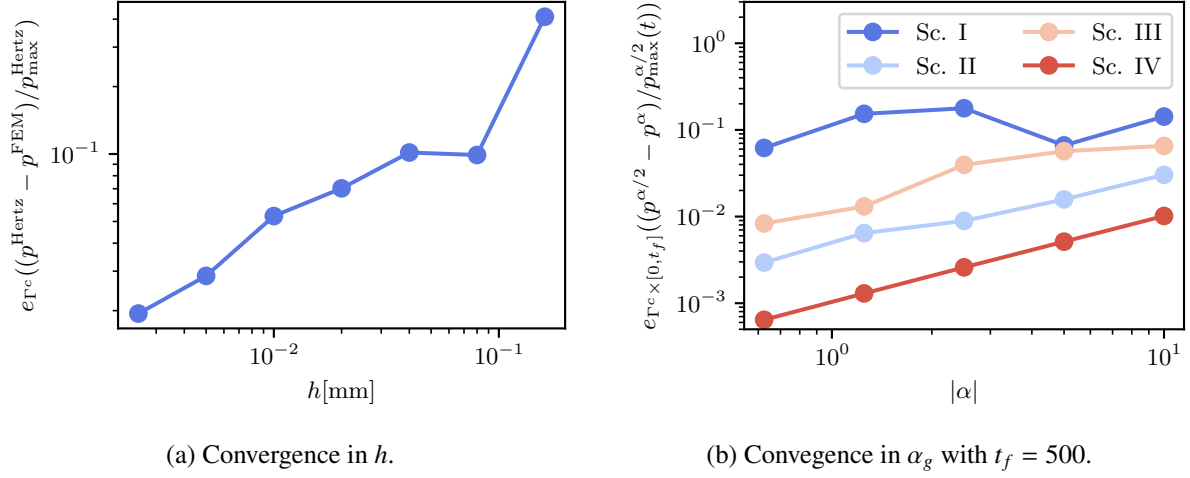 e_{Γ^c}((p^{Hertz} − p^{FEM})/p_{max}^{Hertz})
10^{−1}
10^{−2} 10^{−1}
h[mm]
(a) Convergence in h.
e_{Γ^c×[0,t_f]}((p^{α/2} − p^α)/p_{max}^{α/2}(t))
Sc. I Sc. III
Sc. II Sc. IV
10^0
10^{−1}
10^{−2}
10^{−3}
10^0 10^1
|α|
(b) Convegence in α_g with t_f = 500.